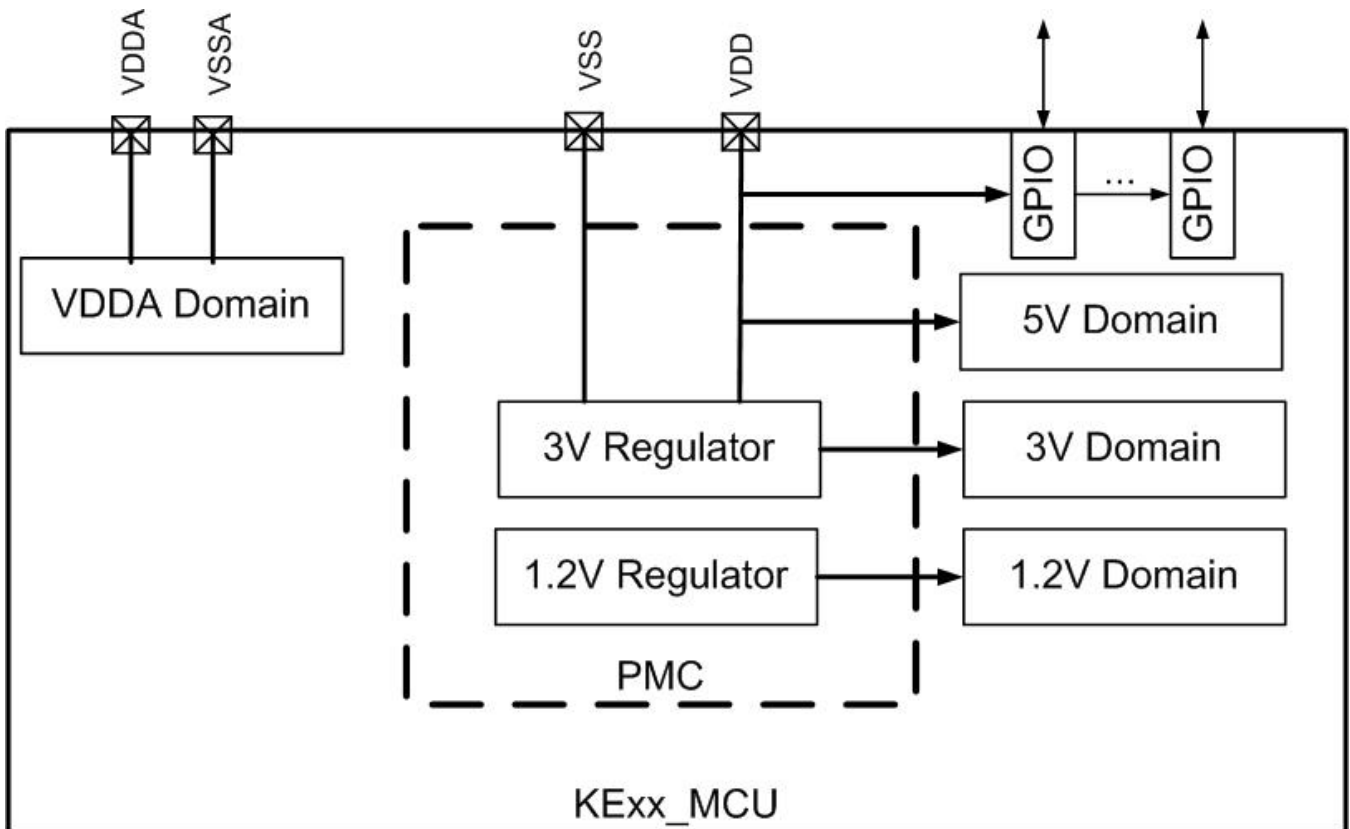 VDDA
VSSA
VSS
VDD
GPIO
...
GPIO
VDDA Domain
5V Domain
3V Regulator
3V Domain
1.2V Regulator
1.2V Domain
PMC
KExx_MCU